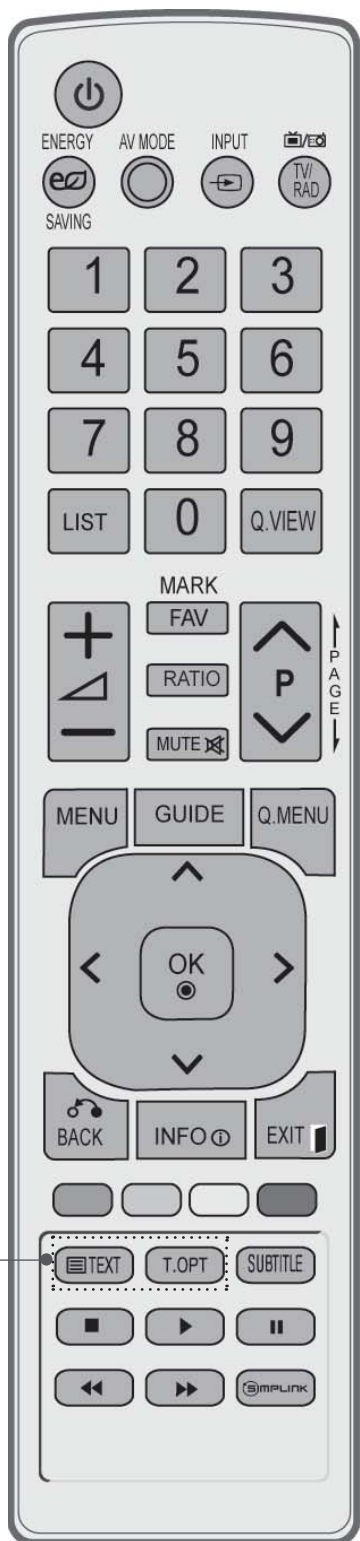 ENERGY AV MODE INPUT
TV/
RAD
SAVING
1 2 3
4 5 6
7 8 9
LIST 0 Q.VIEW
MARK
FAV
RATIO
MUTE
P
PAGE
MENU GUIDE Q.MENU
OK
BACK INFO EXIT
TEXT T.OPT SUBTITLE
SIMPLINK